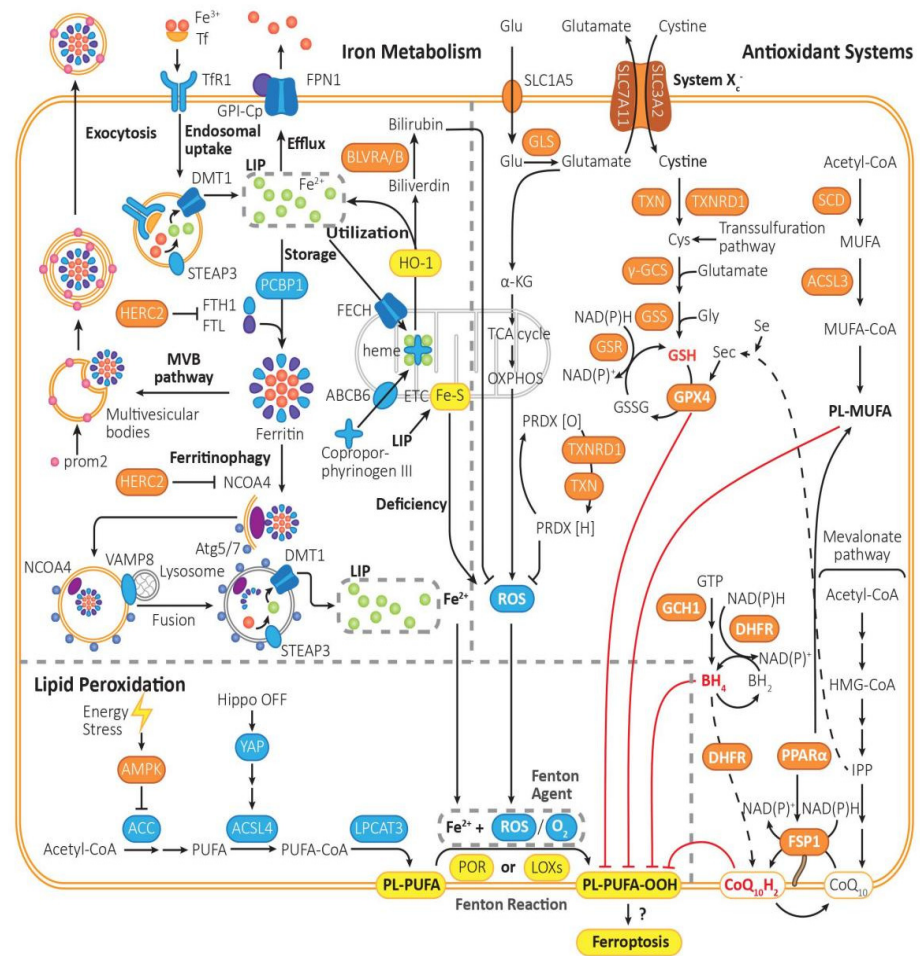 Iron Metabolism
Antioxidant Systems
Fe³⁺
Tf
TfR1
FPN1
GPI-Cp
Exocytosis
Endosomal
uptake
Efflux
LIP
Fe²⁺
DMT1
STEAP3
Utilization
Storage
PCBP1
HERC2
FTH1
FTL
MVB
pathway
Ferritin
Multivesicular
bodies
prom2
Ferritinophagy
HERC2
NCOA4
Atg5/7
NCOA4
VAMP8
Lysosome
Fusion
DMT1
STEAP3
LIP
Fe²⁺
Bilirubin
BLVRA/B
Biliverdin
HO-1
FECH
heme
ABCB6
ETC
Fe-S
LIP
Copropor-
phyrinogen III
Deficiency
Glu
SLC1A5
Glu
GLS
Glutamate
α-KG
TCA cycle
OXPHOS
PRDX [O]
TXNRD1
TXN
PRDX [H]
ROS
Glutamate
Cystine
SLC7A11
SLC3A2
System Xc-
Cystine
TXN
TXNRD1
Cys
Transsulfuration
pathway
γ-GCS
Glutamate
GSS
Gly
NAD(P)H
GSR
NAD(P)⁺
GSH
GSSG
GPX4
Sec
Se
Acetyl-CoA
SCD
MUFA
ACSL3
MUFA-CoA
PL-MUFA
Mevalonate
pathway
Acetyl-CoA
HMG-CoA
IPP
GTP
GCH1
NAD(P)H
DHFR
NAD(P)⁺
BH₄
BH₂
DHFR
PPARα
NAD(P)⁺
NAD(P)H
FSP1
CoQ₁₀H₂
CoQ₁₀
Lipid Peroxidation
Energy
Stress
AMPK
ACC
Hippo OFF
YAP
ACSL4
LPCAT3
Acetyl-CoA
PUFA
PUFA-CoA
PL-PUFA
Fenton
Agent
Fe²⁺ + ROS / O₂
POR or LOXs
Fenton Reaction
PL-PUFA-OOH
?
Ferroptosis